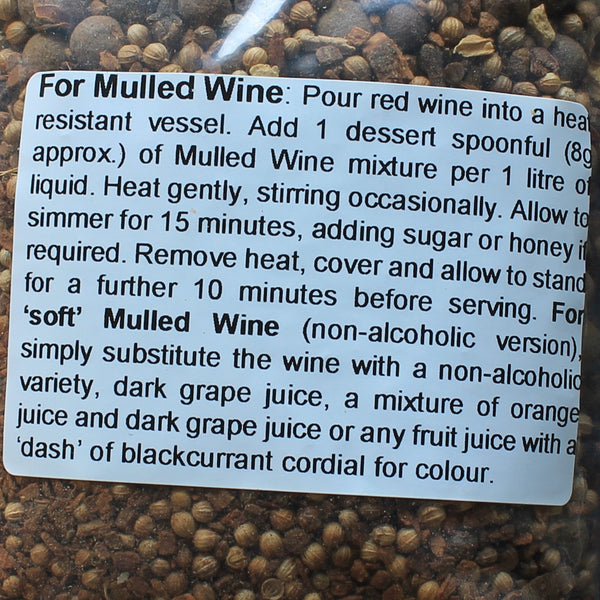 For Mulled Wine: Pour red wine into a heat
resistant vessel. Add 1 dessert spoonful (8g
approx.) of Mulled Wine mixture per 1 litre of
liquid. Heat gently, stirring occasionally. Allow to
simmer for 15 minutes, adding sugar or honey if
required. Remove heat, cover and allow to stand
for a further 10 minutes before serving. For
‘soft’ Mulled Wine (non-alcoholic version),
simply substitute the wine with a non-alcoholic
variety, dark grape juice, a mixture of orange
juice and dark grape juice or any fruit juice with a
‘dash’ of blackcurrant cordial for colour.